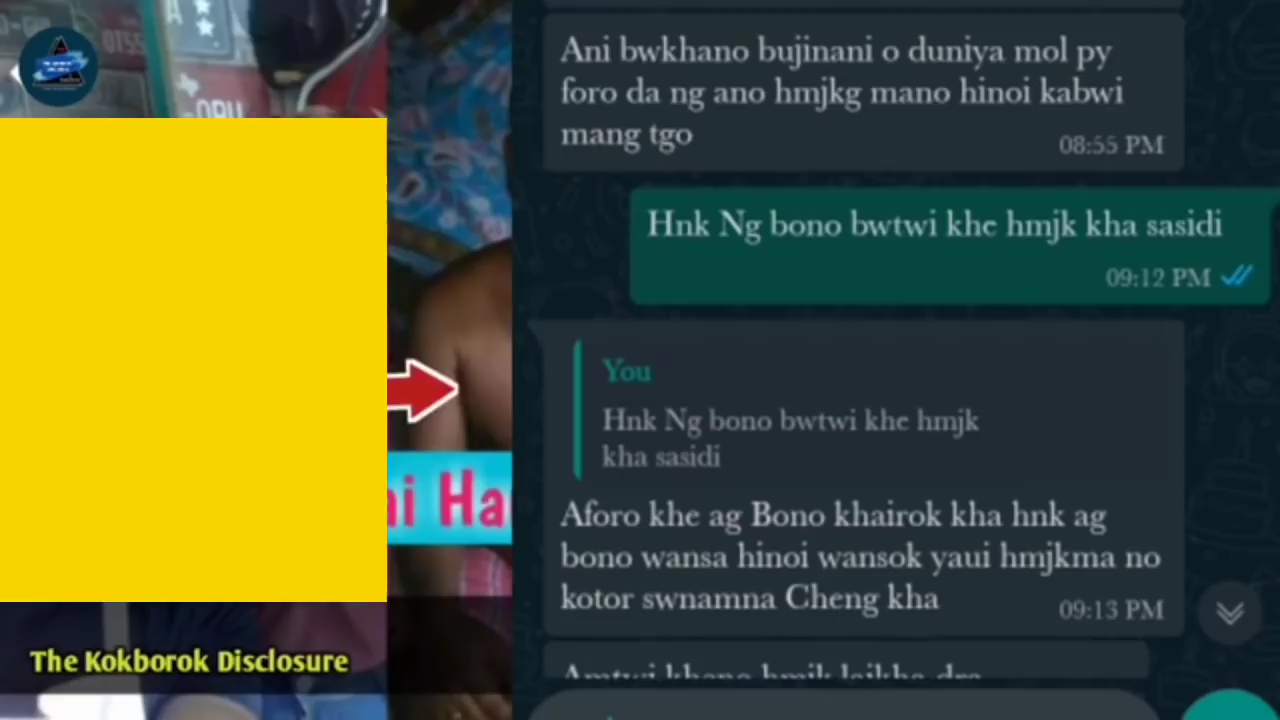 Ani bwkhano bujinani o duniya mol py
foro da ng ano hmjkg mano hinoi kabwi
mang tgo
08:55 PM
Hnk Ng bono bwtwi khe hmjk kha sasidi
09:12 PM
You
Hnk Ng bono bwtwi khe hmjk
kha sasidi
Aforo khe ag Bono khairok kha hnk ag
bono wansa hinoi wansok yaui hmjkma no
kotor swnamna Cheng kha
09:13 PM
ai Ha
The Kokborok Disclosure